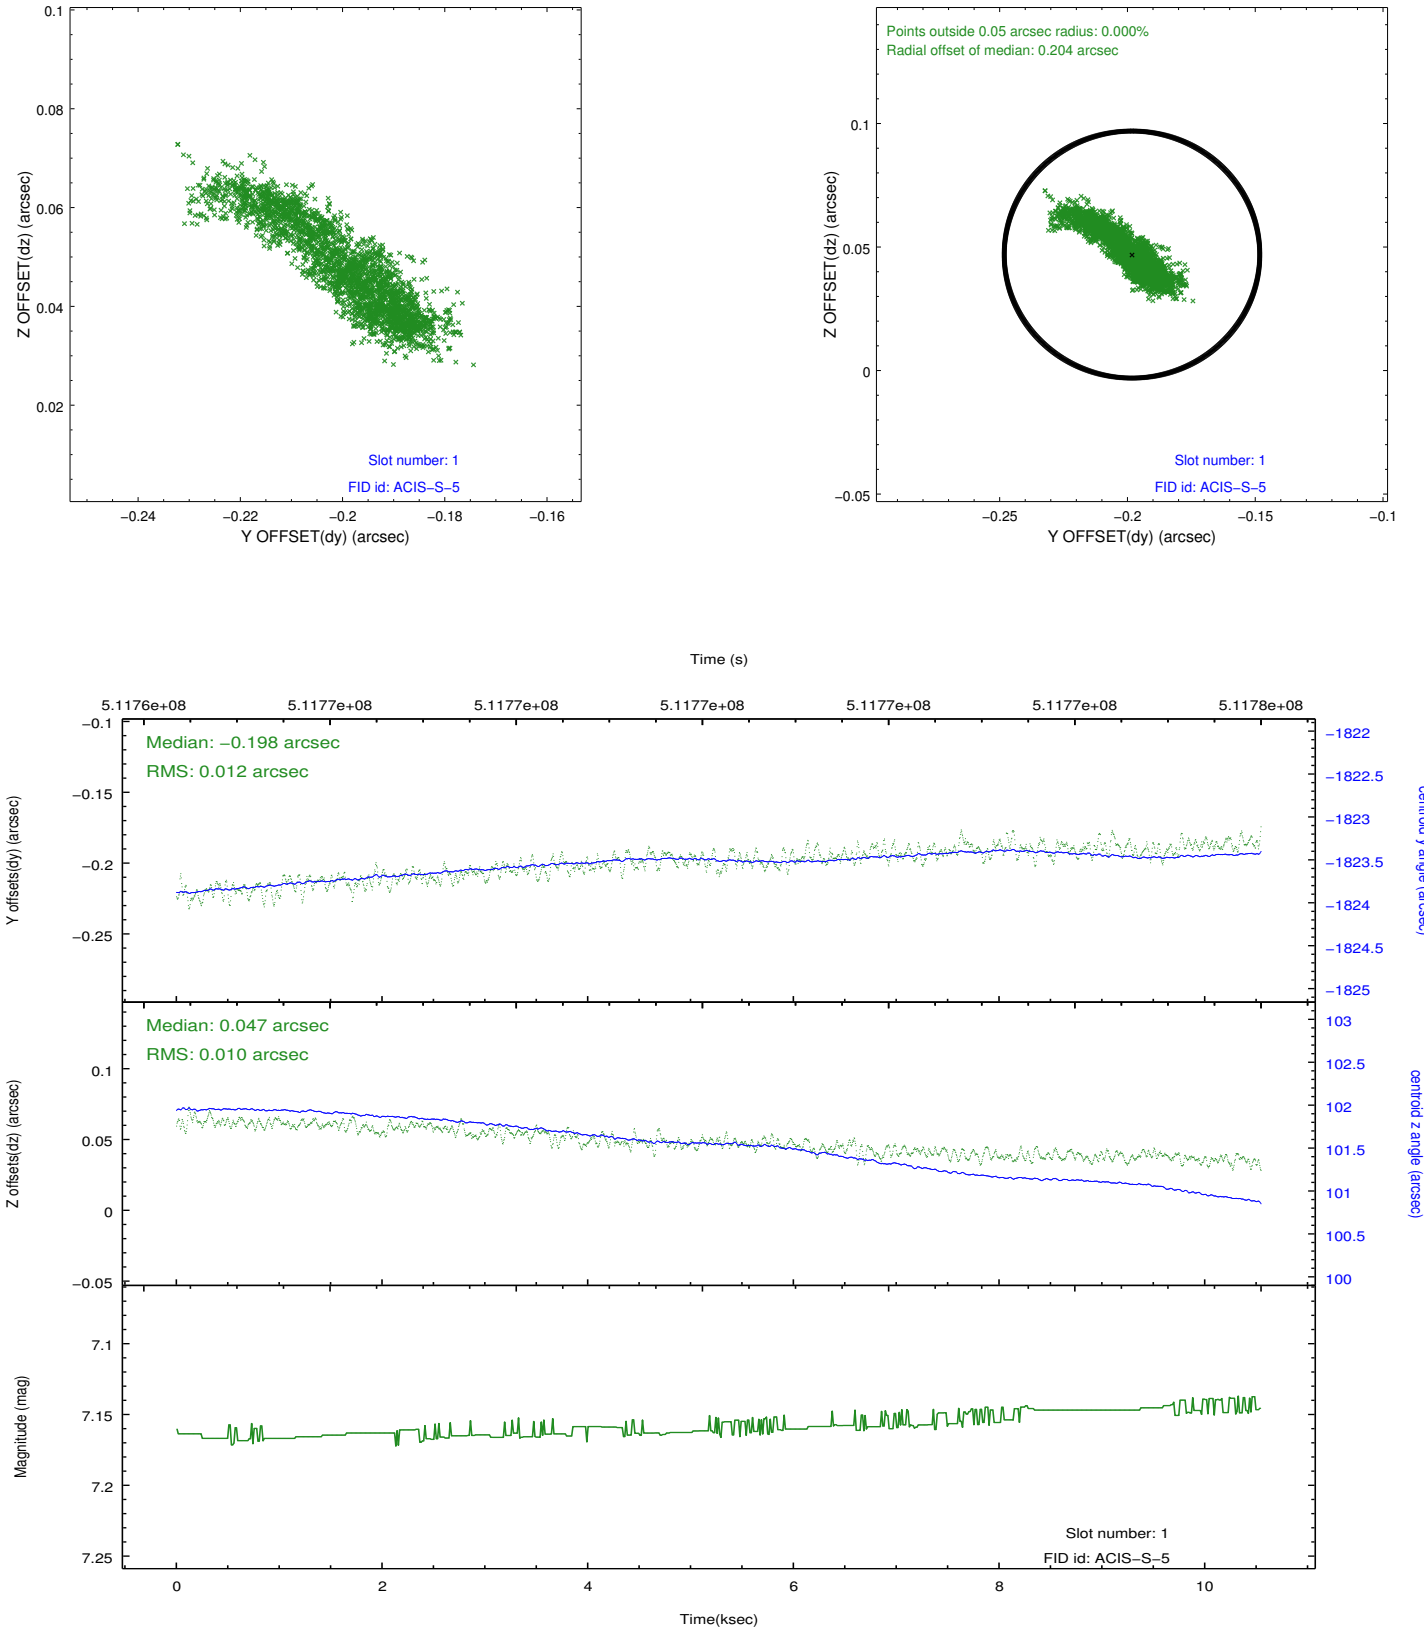 0.1
0.08
0.06
0.04
0.02
Z OFFSET(dz) (arcsec)
Slot number: 1
FID id: ACIS−S−5
−0.24
−0.22
−0.2
−0.18
−0.16
Y OFFSET(dy) (arcsec)
Points outside 0.05 arcsec radius: 0.000%
Radial offset of median: 0.204 arcsec
0.1
0.05
0
−0.05
Z OFFSET(dz) (arcsec)
Slot number: 1
FID id: ACIS−S−5
−0.25
−0.2
−0.15
−0.1
Y OFFSET(dy) (arcsec)
Time (s)
5.1176e+08
5.1177e+08
5.1177e+08
5.1177e+08
5.1177e+08
5.1177e+08
5.1178e+08
Median: −0.198 arcsec
RMS: 0.012 arcsec
−0.1
−0.15
−0.2
−0.25
Y offsets(dy) (arcsec)
−1822
−1822.5
−1823
−1823.5
−1824
−1824.5
−1825
centroid y angle (arcsec)
Median: 0.047 arcsec
RMS: 0.010 arcsec
0.1
0.05
0
−0.05
Z offsets(dz) (arcsec)
103
102.5
102
101.5
101
100.5
100
centroid z angle (arcsec)
7.1
7.15
7.2
7.25
Magnitude (mag)
Slot number: 1
FID id: ACIS−S−5
0
2
4
6
8
10
Time(ksec)